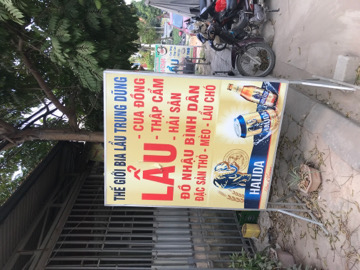 THẾ GIỚI BIA LẨU TRUNG DŨNG
LẨU
- CUA ĐỒNG
- THẬP CẨM
- HẢI SẢN
ĐỒ NHẬU BÌNH DÂN
ĐẶC SẢN THỎ - MÈO - LẨU CHÓ
HALIDA